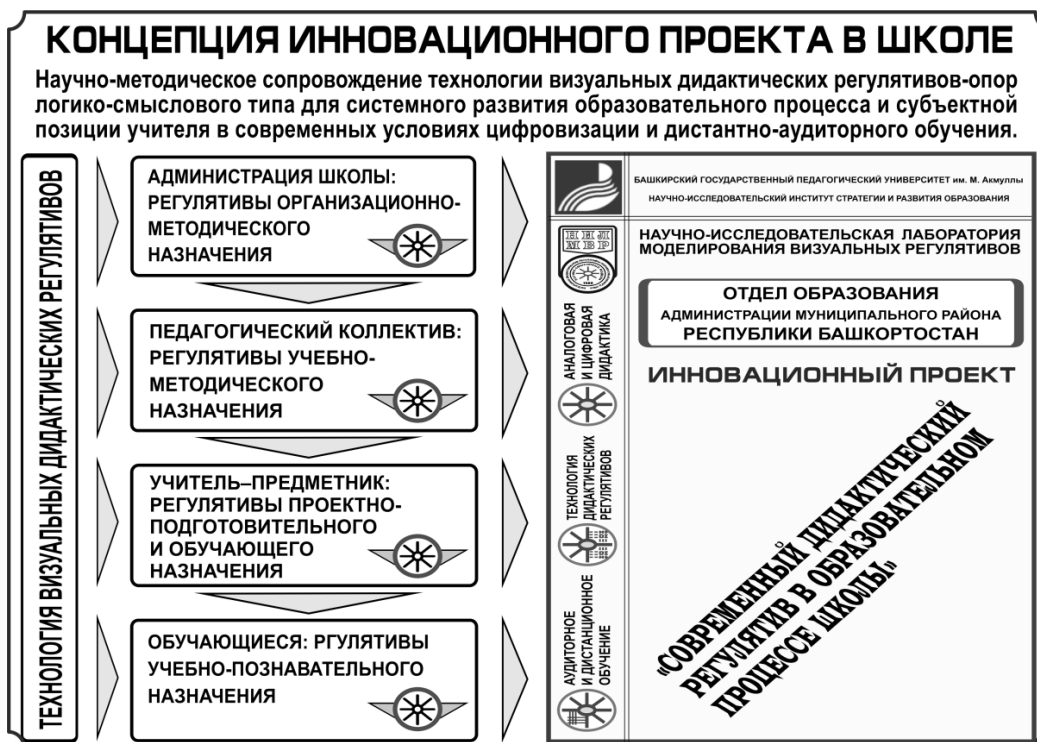 КОНЦЕПЦИЯ ИННОВАЦИОННОГО ПРОЕКТА В ШКОЛЕ
Научно-методическое сопровождение технологии визуальных дидактических регулятивов-опор
логико-смыслового типа для системного развития образовательного процесса и субъектной
позиции учителя в современных условиях цифровизации и дистантно-аудиторного обучения.
ТЕХНОЛОГИЯ ВИЗУАЛЬНЫХ ДИДАКТИЧЕСКИХ РЕГУЛЯТИВОВ
АДМИНИСТРАЦИЯ ШКОЛЫ:
РЕГУЛЯТИВЫ ОРГАНИЗАЦИОННО-
МЕТОДИЧЕСКОГО
НАЗНАЧЕНИЯ
ПЕДАГОГИЧЕСКИЙ КОЛЛЕКТИВ:
РЕГУЛЯТИВЫ УЧЕБНО-
МЕТОДИЧЕСКОГО
НАЗНАЧЕНИЯ
УЧИТЕЛЬ–ПРЕДМЕТНИК:
РЕГУЛЯТИВЫ ПРОЕКТНО-
ПОДГОТОВИТЕЛЬНОГО
И ОБУЧАЮЩЕГО
НАЗНАЧЕНИЯ
ОБУЧАЮЩИЕСЯ: РГУЛЯТИВЫ
УЧЕБНО-ПОЗНАВАТЕЛЬНОГО
НАЗНАЧЕНИЯ
БАШКИРСКИЙ ГОСУДАРСТВЕННЫЙ ПЕДАГОГИЧЕСКИЙ УНИВЕРСИТЕТ им. М. Акмуллы
НАУЧНО-ИССЛЕДОВАТЕЛЬСКИЙ ИНСТИТУТ СТРАТЕГИИ И РАЗВИТИЯ ОБРАЗОВАНИЯ
НИЛ
МВР
НАУЧНО-ИССЛЕДОВАТЕЛЬСКАЯ ЛАБОРАТОРИЯ
МОДЕЛИРОВАНИЯ ВИЗУАЛЬНЫХ РЕГУЛЯТИВОВ
ОТДЕЛ ОБРАЗОВАНИЯ
АДМИНИСТРАЦИИ МУНИЦИПАЛЬНОГО РАЙОНА
РЕСПУБЛИКИ БАШКОРТОСТАН
ИННОВАЦИОННЫЙ ПРОЕКТ
«СОВРЕМЕННЫЙ ДИДАКТИЧЕСКИЙ
РЕГУЛЯТИВ В ОБРАЗОВАТЕЛЬНОМ
ПРОЦЕССЕ ШКОЛЫ»
АНАЛОГОВАЯ
И ЦИФРОВАЯ
ДИДАКТИКА
ТЕХНОЛОГИЯ
ДИДАКТИЧЕСКИХ
РЕГУЛЯТИВОВ
АУДИТОРНОЕ
И ДИСТАНЦИОННОЕ
ОБУЧЕНИЕ